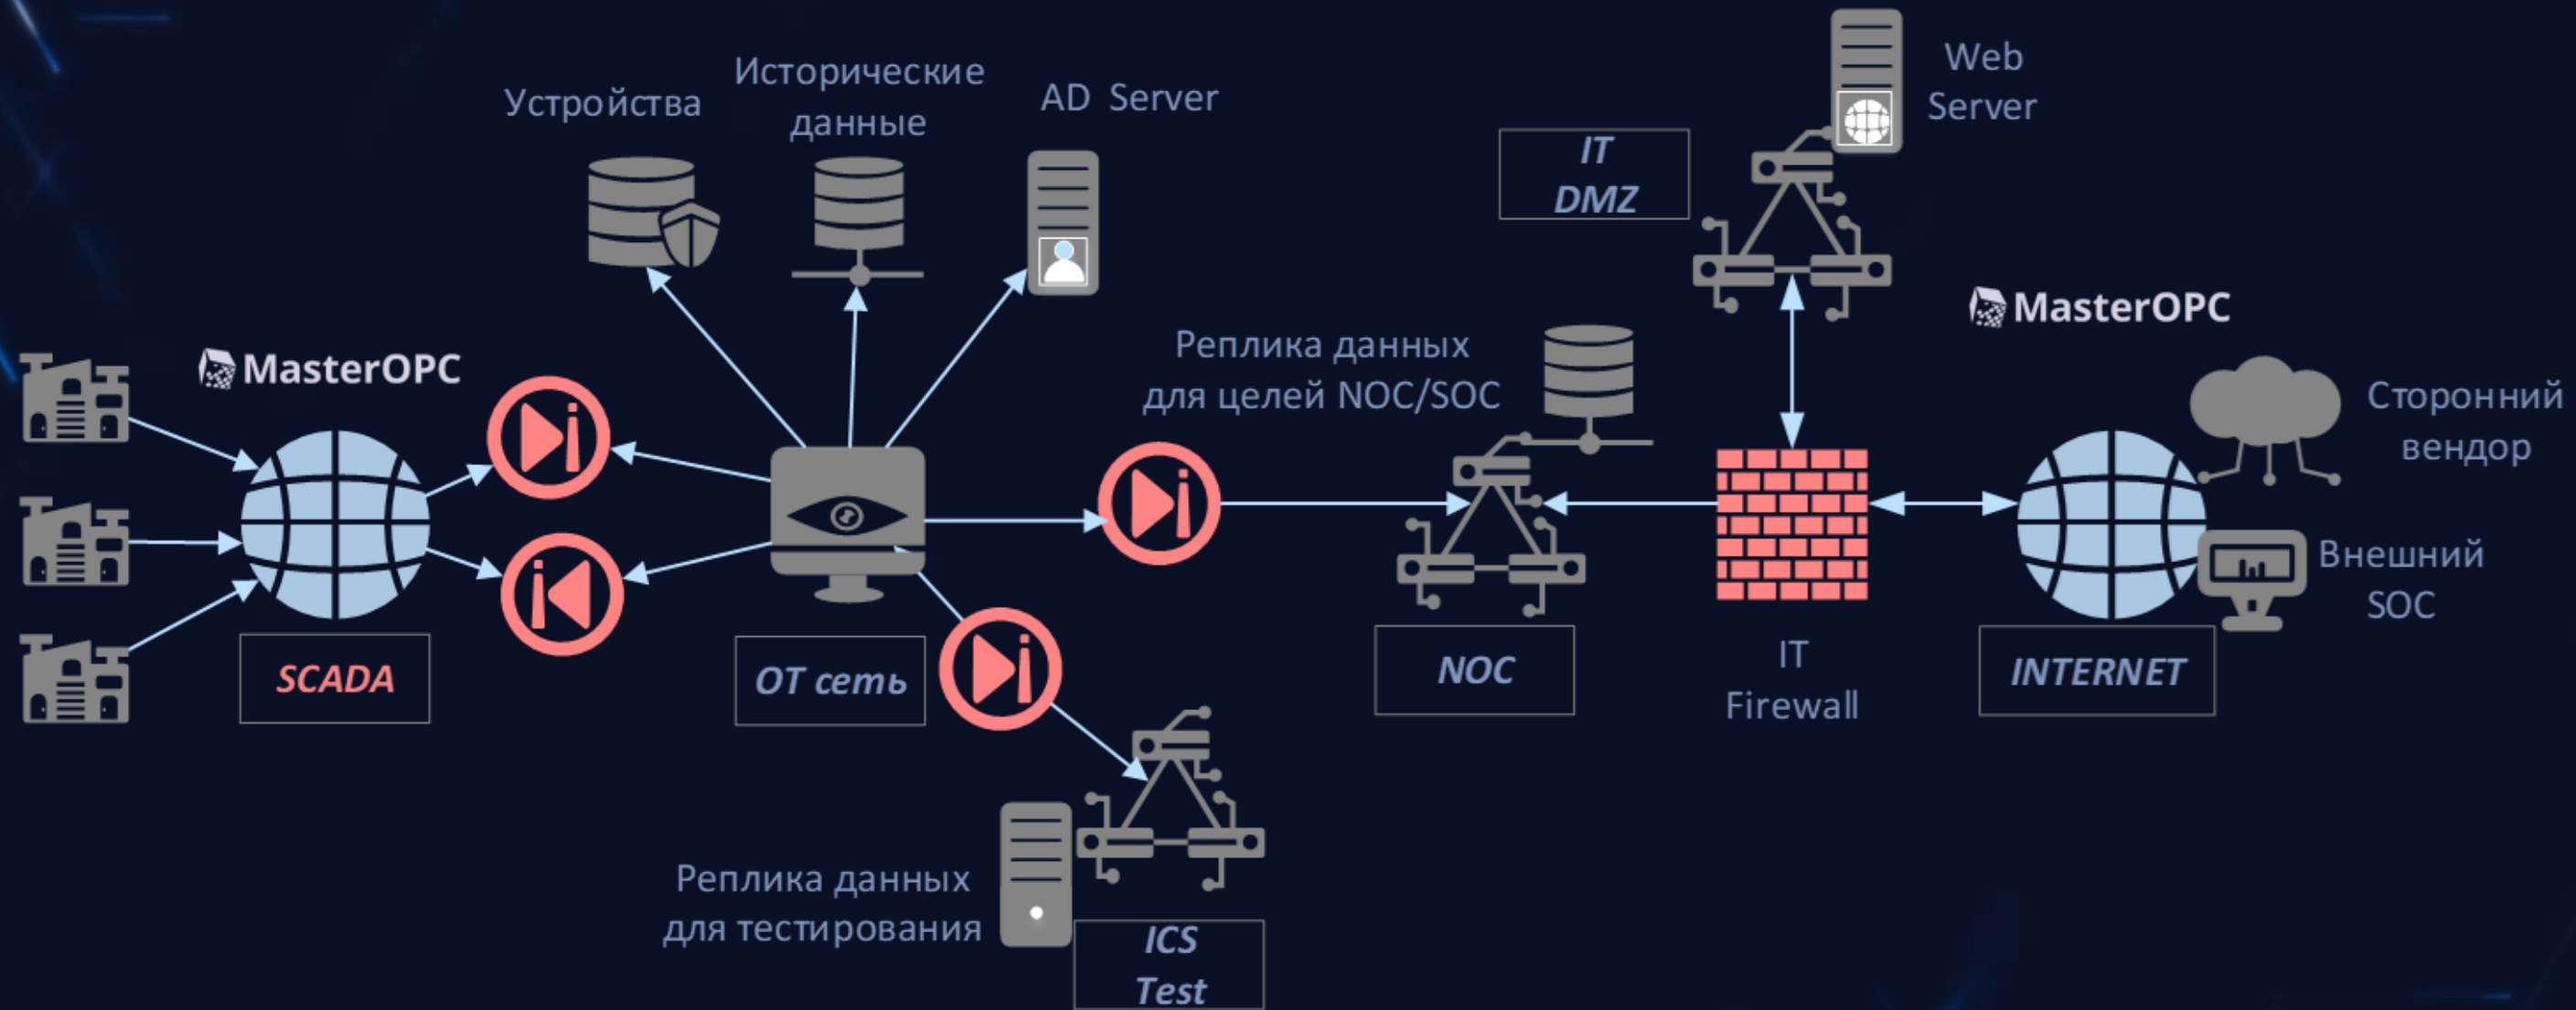 Устройства
Исторические
данные
AD Server
Web
Server
IT
DMZ
MasterOPC
MasterOPC
Реплика данных
для целей NOC/SOC
Сторонний
вендор
Внешний
SOC
SCADA
ОТ сеть
NOC
IT
Firewall
INTERNET
Реплика данных
для тестирования
ICS
Test